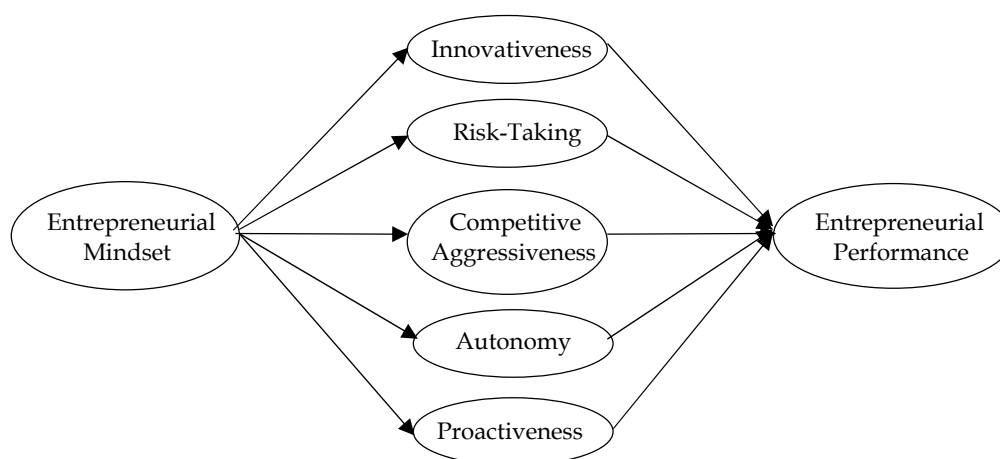 Innovativeness
Risk-Taking
Entrepreneurial
Mindset
Competitive
Aggressiveness
Entrepreneurial
Performance
Autonomy
Proactiveness